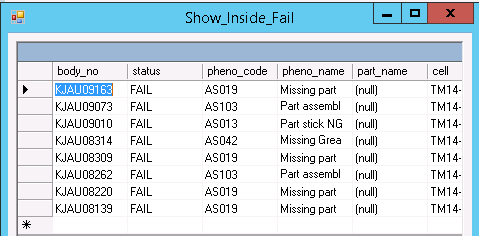 Show_Inside_Fail
body_no status pheno_code pheno_name part_name cell
KJAU09163 FAIL AS019 Missing part (null) TM14-
KJAU09073 FAIL AS103 Part assembl (null) TM14-
KJAU09010 FAIL AS013 Part stick NG (null) TM14-
KJAU08314 FAIL AS042 Missing Grea (null) TM14-
KJAU08309 FAIL AS019 Missing part (null) TM14-
KJAU08262 FAIL AS103 Part assembl (null) TM14-
KJAU08220 FAIL AS019 Missing part (null) TM14-
KJAU08139 FAIL AS019 Missing part (null) TM14-